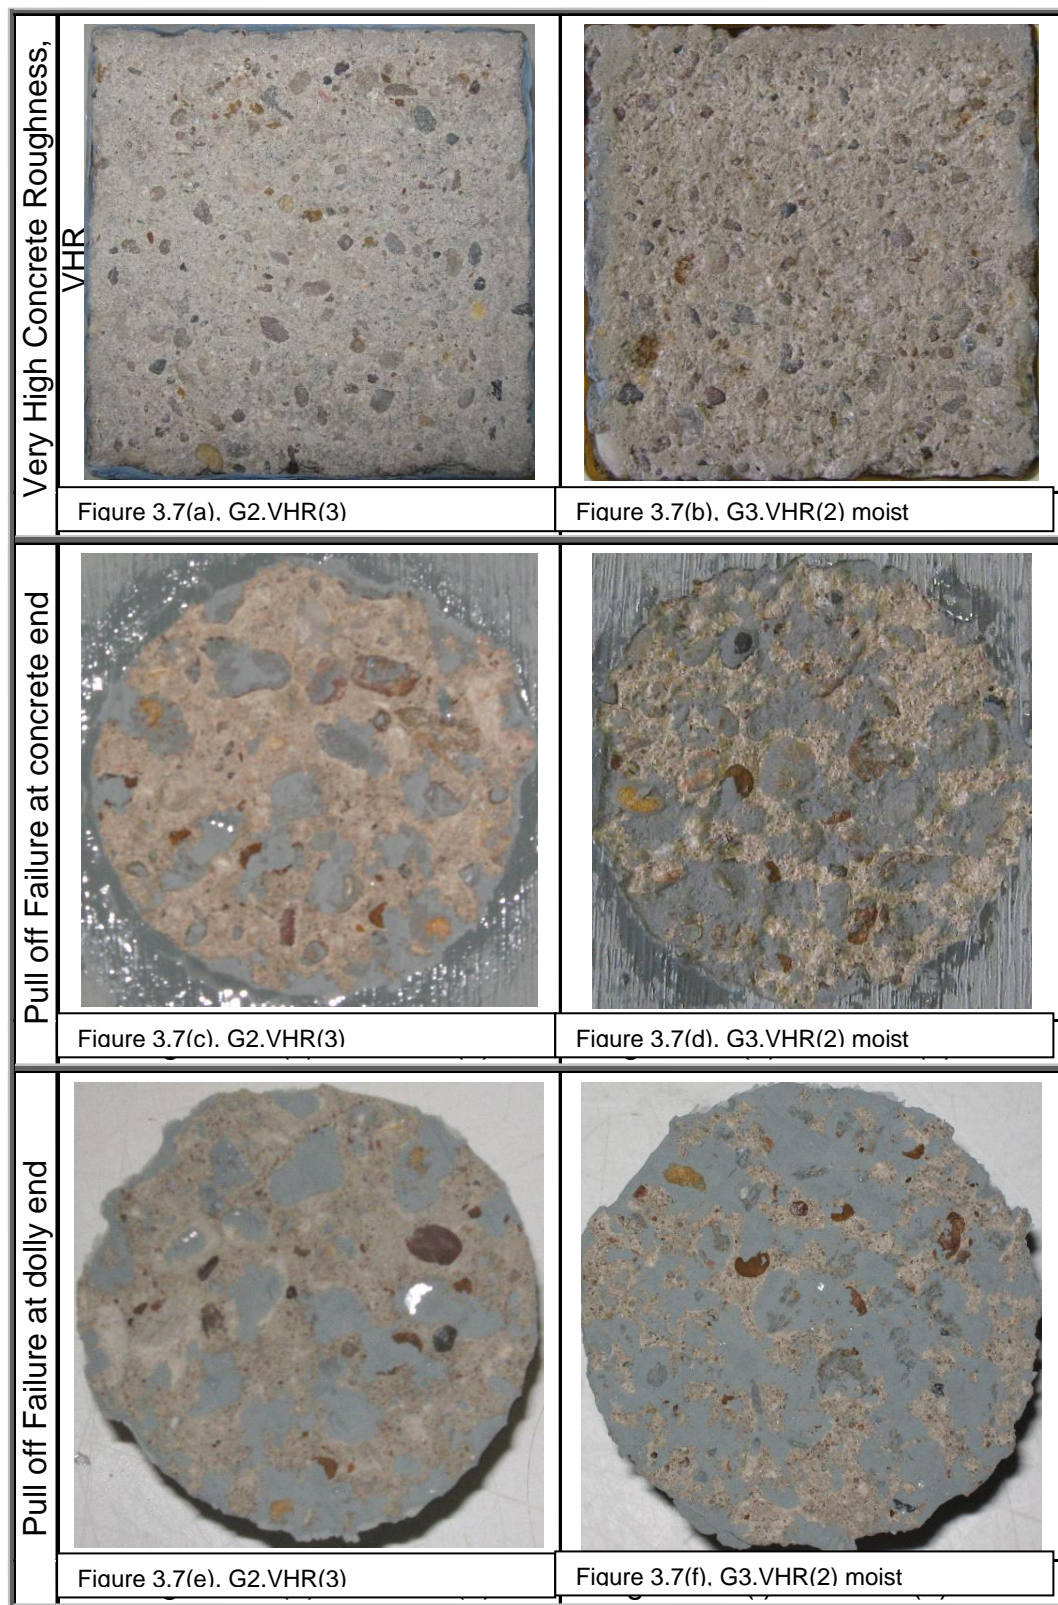 Very High Concrete Roughness,
VHR
Figure 3.7(a), G2.VHR(3)
Figure 3.7(b), G3.VHR(2) moist
Pull off Failure at concrete end
Figure 3.7(c). G2.VHR(3)
Figure 3.7(d). G3.VHR(2) moist
Pull off Failure at dolly end
Figure 3.7(e). G2.VHR(3)
Figure 3.7(f), G3.VHR(2) moist